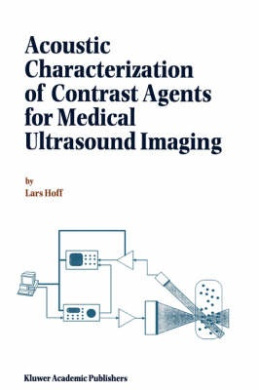 Acoustic
Characterization
of Contrast Agents
for Medical
Ultrasound Imaging
by
Lars Hoff
Kluwer Academic Publishers